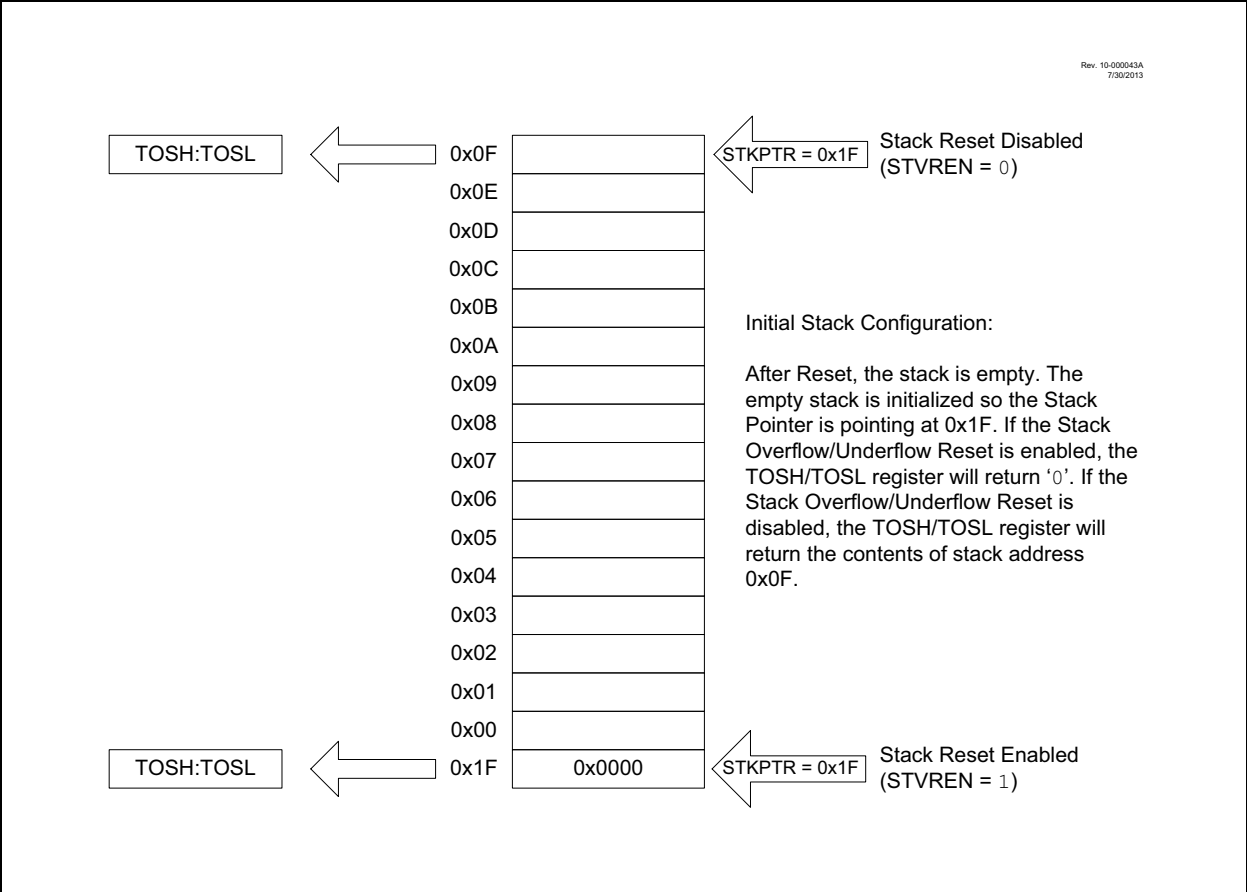 Rev. 10-000043A
7/30/2013
TOSH:TOSL
0x0F
STKPTR = 0x1F
Stack Reset Disabled
(STVREN = 0)
0x0E
0x0D
0x0C
0x0B
0x0A
0x09
0x08
0x07
0x06
0x05
0x04
0x03
0x02
0x01
0x00
Initial Stack Configuration:
After Reset, the stack is empty. The
empty stack is initialized so the Stack
Pointer is pointing at 0x1F. If the Stack
Overflow/Underflow Reset is enabled, the
TOSH/TOSL register will return ‘0’. If the
Stack Overflow/Underflow Reset is
disabled, the TOSH/TOSL register will
return the contents of stack address
0x0F.
TOSH:TOSL
0x1F
0x0000
STKPTR = 0x1F
Stack Reset Enabled
(STVREN = 1)